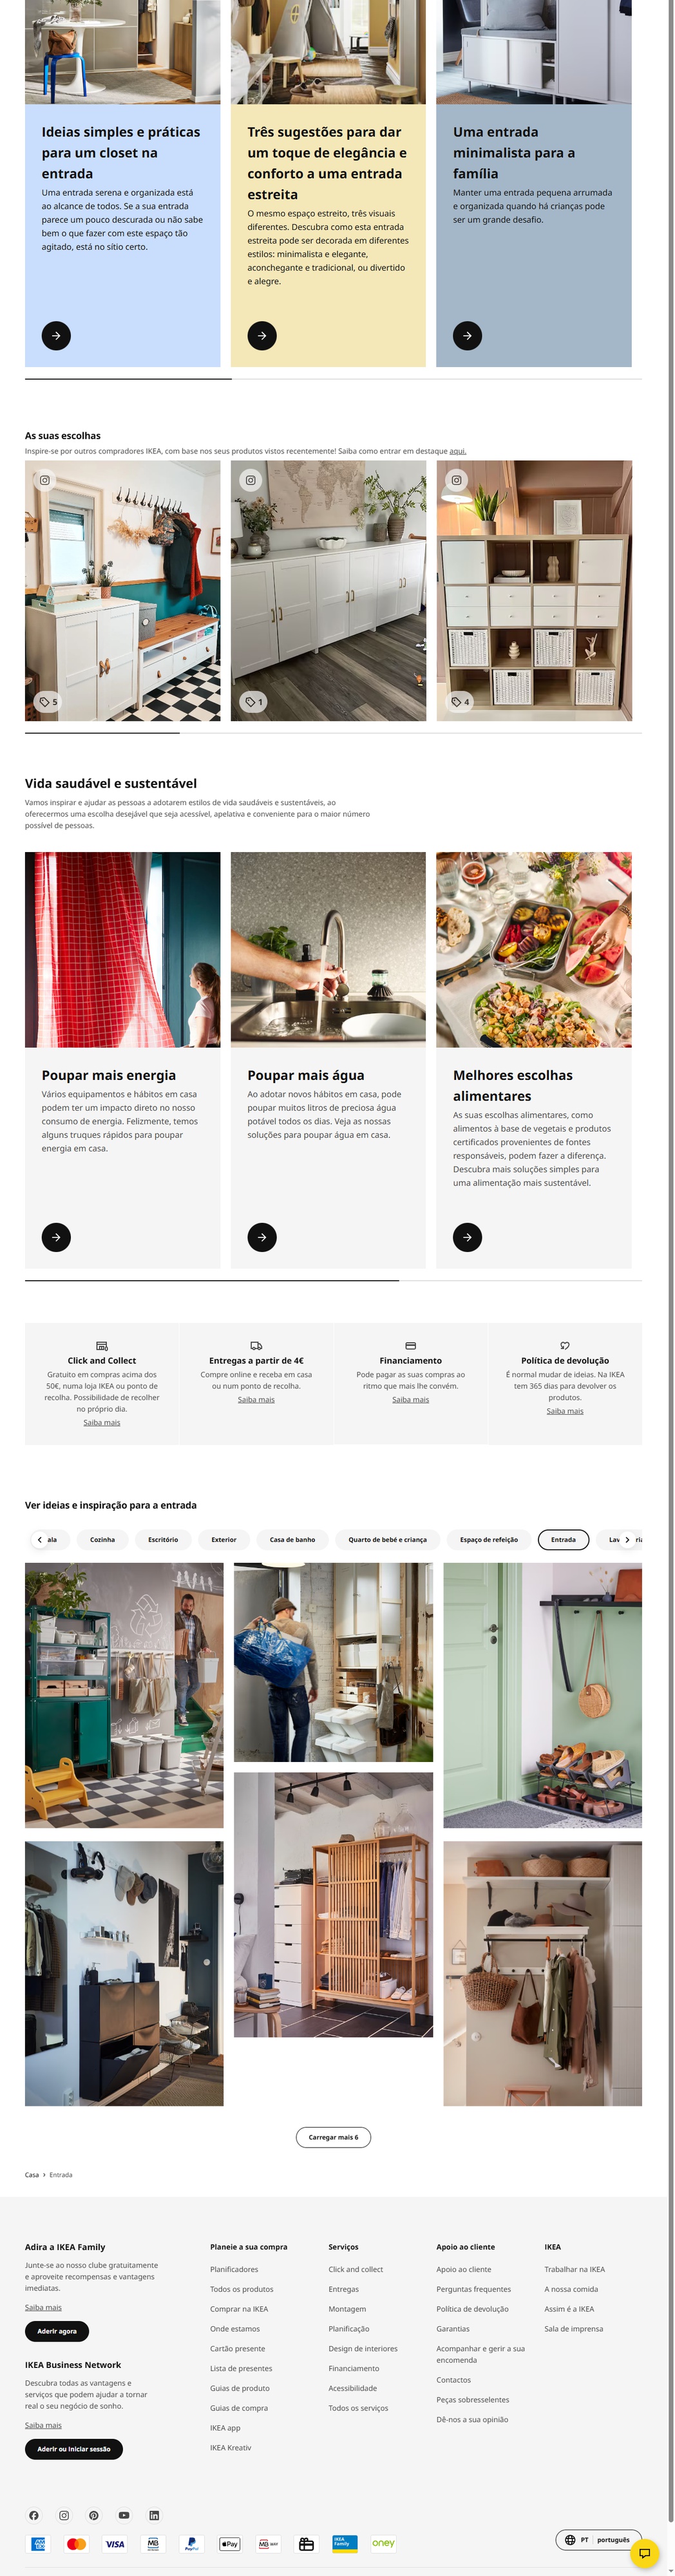 Ideias simples e práticas
para um closet na
entrada
Uma entrada serena e organizada está
ao alcance de todos. Se a sua entrada
parece um pouco descurada ou não sabe
bem o que fazer com este espaço tão
agitado, está no sítio certo.
Três sugestões para dar
um toque de elegância e
conforto a uma entrada
estreita
O mesmo espaço estreito, três visuais
diferentes. Descubra como esta entrada
estreita pode ser decorada em diferentes
estilos: minimalista e elegante,
aconchegante e tradicional, ou divertido
e alegre.
Uma entrada
minimalista para a
família
Manter uma entrada pequena arrumada
e organizada quando há crianças pode
ser um grande desafio.
As suas escolhas
Inspire-se por outros compradores IKEA, com base nos seus produtos vistos recentemente! Saiba como entrar em destaque aqui.
5
1
4
Vida saudável e sustentável
Vamos inspirar e ajudar as pessoas a adotarem estilos de vida saudáveis e sustentáveis, ao
oferecermos uma escolha desejável que seja acessível, apelativa e conveniente para o maior número
possível de pessoas.
Poupar mais energia
Vários equipamentos e hábitos em casa
podem ter um impacto direto no nosso
consumo de energia. Felizmente, temos
alguns truques rápidos para poupar
energia em casa.
Poupar mais água
Ao adotar novos hábitos em casa, pode
poupar muitos litros de preciosa água
potável todos os dias. Veja as nossas
soluções para poupar água em casa.
Melhores escolhas
alimentares
As suas escolhas alimentares, como
alimentos à base de vegetais e produtos
certificados provenientes de fontes
responsáveis, podem fazer a diferença.
Descubra mais soluções simples para
uma alimentação mais sustentável.
Click and Collect
Gratuito em compras acima dos
50€, numa loja IKEA ou ponto de
recolha. Possibilidade de recolher
no próprio dia.
Saiba mais
Entregas a partir de 4€
Compre online e receba em casa
ou num ponto de recolha.
Saiba mais
Financiamento
Pode pagar as suas compras ao
ritmo que mais lhe convém.
Saiba mais
Política de devolução
É normal mudar de ideias. Na IKEA
tem 365 dias para devolver os
produtos.
Saiba mais
Ver ideias e inspiração para a entrada
ala
Cozinha
Escritório
Exterior
Casa de banho
Quarto de bebé e criança
Espaço de refeição
Entrada
Carregar mais 6
Casa › Entrada
Adira a IKEA Family
Junte-se ao nosso clube gratuitamente
e aproveite recompensas e vantagens
imediatas.
Saiba mais
Aderir agora
IKEA Business Network
Descubra todas as vantagens e
serviços que podem ajudar a tornar
real o seu negócio de sonho.
Saiba mais
Aderir ou iniciar sessão
Planeie a sua compra
Planificadores
Todos os produtos
Comprar na IKEA
Onde estamos
Cartão presente
Lista de presentes
Guias de produto
Guias de compra
IKEA app
IKEA Kreativ
Serviços
Click and collect
Entregas
Montagem
Planificação
Design de interiores
Financiamento
Acessibilidade
Todos os serviços
Apoio ao cliente
Apoio ao cliente
Perguntas frequentes
Política de devolução
Garantias
Acompanhar e gerir a sua
encomenda
Contactos
Peças sobresselentes
Dê-nos a sua opinião
IKEA
Trabalhar na IKEA
A nossa comida
Assim é a IKEA
Sala de imprensa
VISA
PayPal
Pay
MB WAY
IKEA
Family
oney
PT português